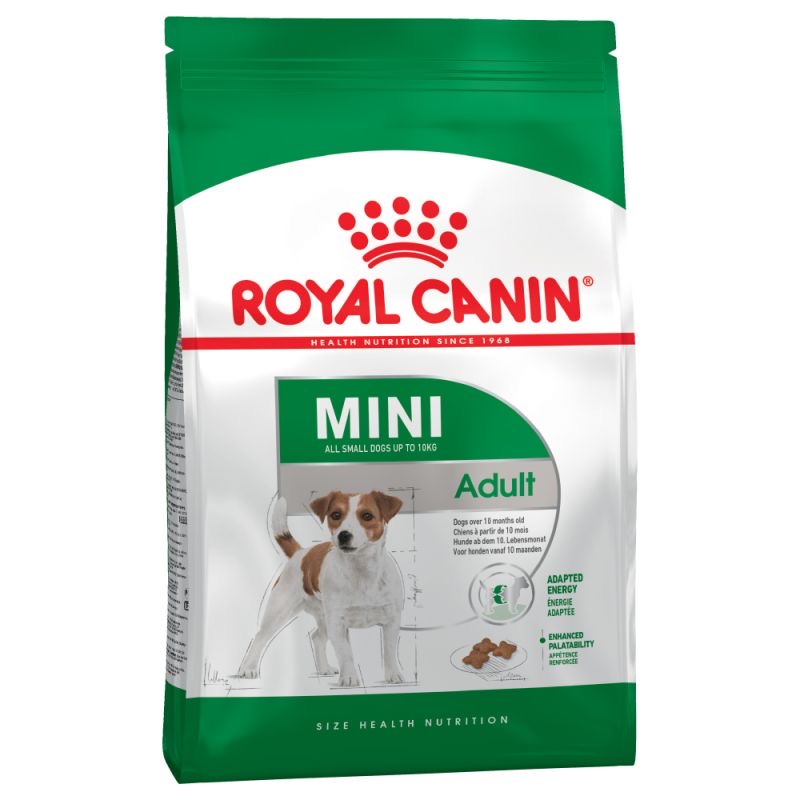 ROYAL CANIN®
HEALTH NUTRITION SINCE 1968
MINI
ALL SMALL DOGS UP TO 10KG
Adult
Dogs over 10 months old
Chiens à partir de 10 mois
Hunde ab dem 10. Lebensmonat
Voor honden vanaf 10 maanden
ADAPTED
ENERGY
ÉNERGIE
ADAPTÉE
ENHANCED
PALATABILITY
APPÉTENCE
RENFORCÉE
SIZE HEALTH NUTRITION